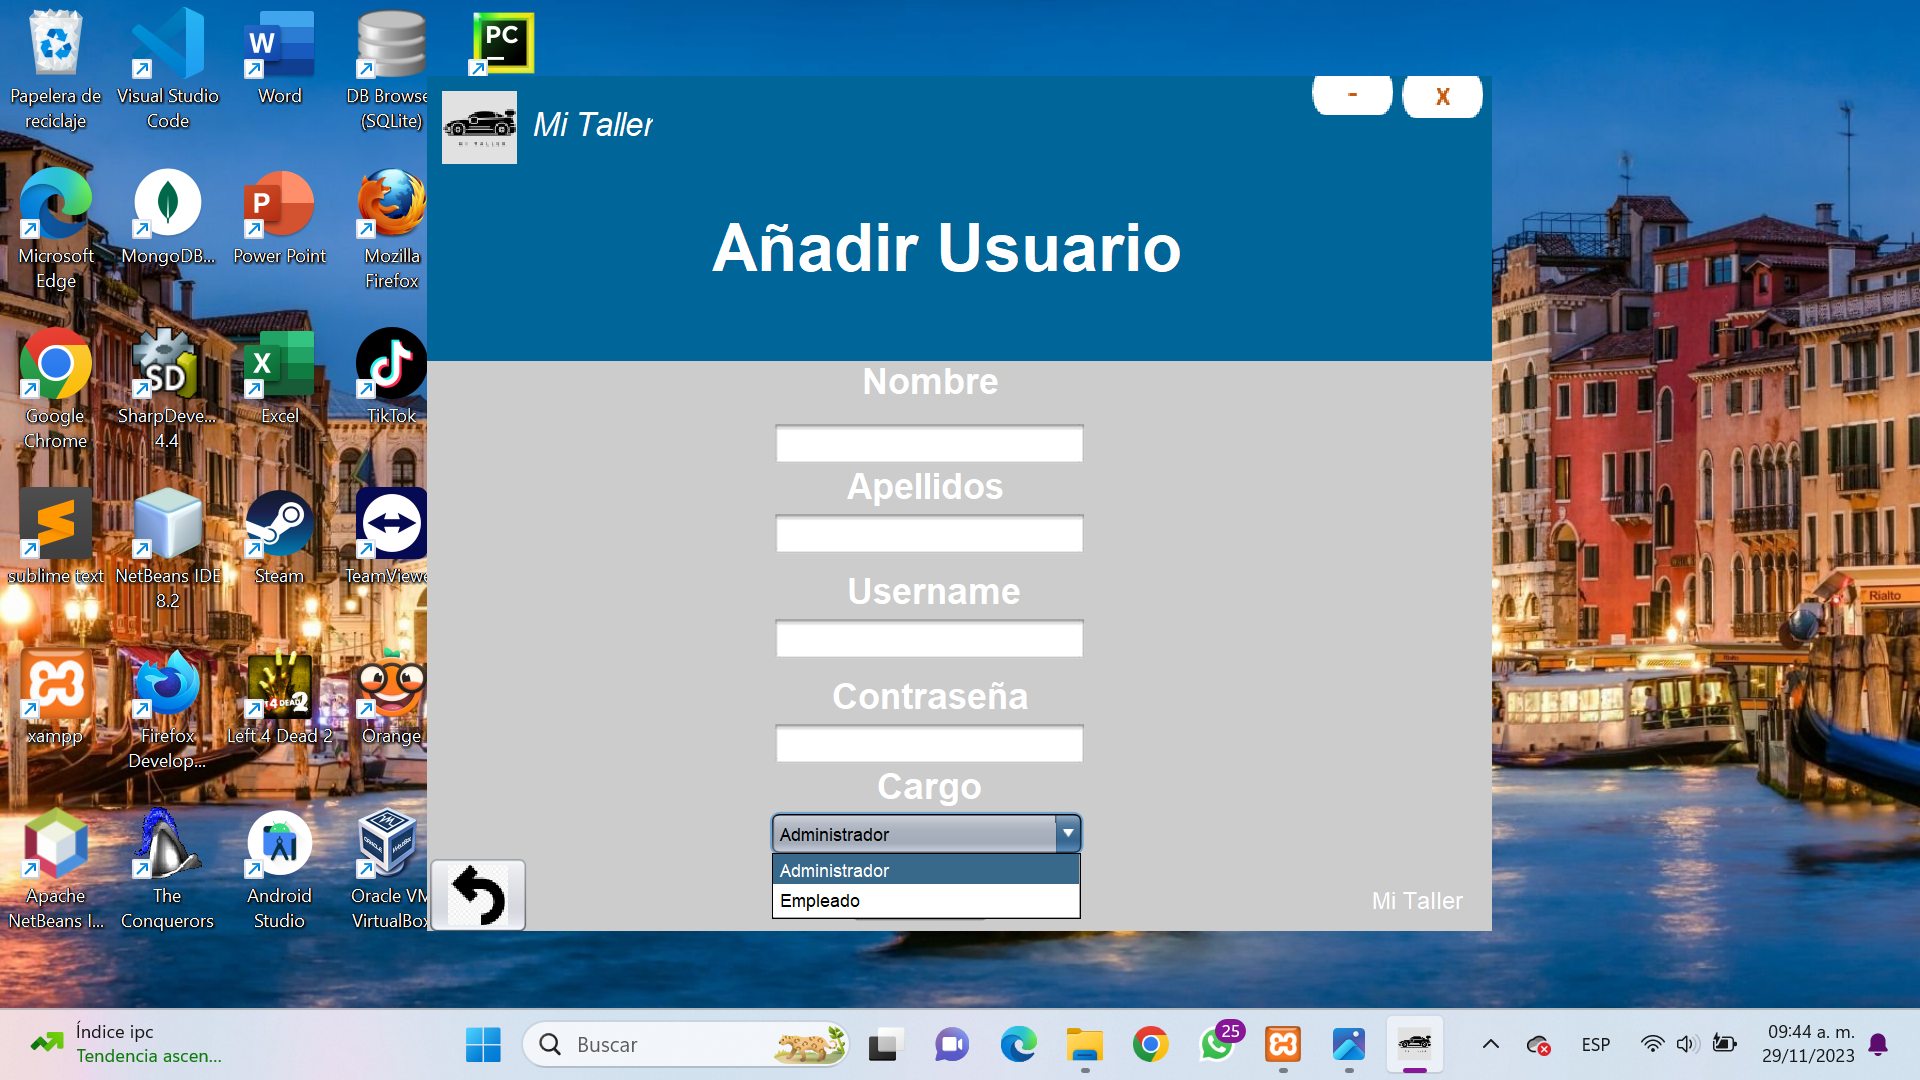 Papelera de
reciclaje
Visual Studio
Code
W
Word
DB Browse
(SQLite)
PC
Microsoft
Edge
MongoDB...
P
Power Point
Mozilla
Firefox
Google
Chrome
SD
SharpDeve...
4.4
X
Excel
TikTok
sublime text
NetBeans IDE
8.2
Steam
TeamViewe
xampp
Firefox
Develop...
Left 4 Dead 2
Orange
Apache
NetBeans I...
The
Conquerors
Android
Studio
Oracle VM
VirtualBox
MI TALLER
Mi Taller
-
X
Añadir Usuario
Nombre
Apellidos
Username
Contraseña
Cargo
Administrador
Administrador
Empleado
Mi Taller
Rialto
Índice ipc
Tendencia ascen...
Buscar
25
ESP
09:44 a. m.
29/11/2023